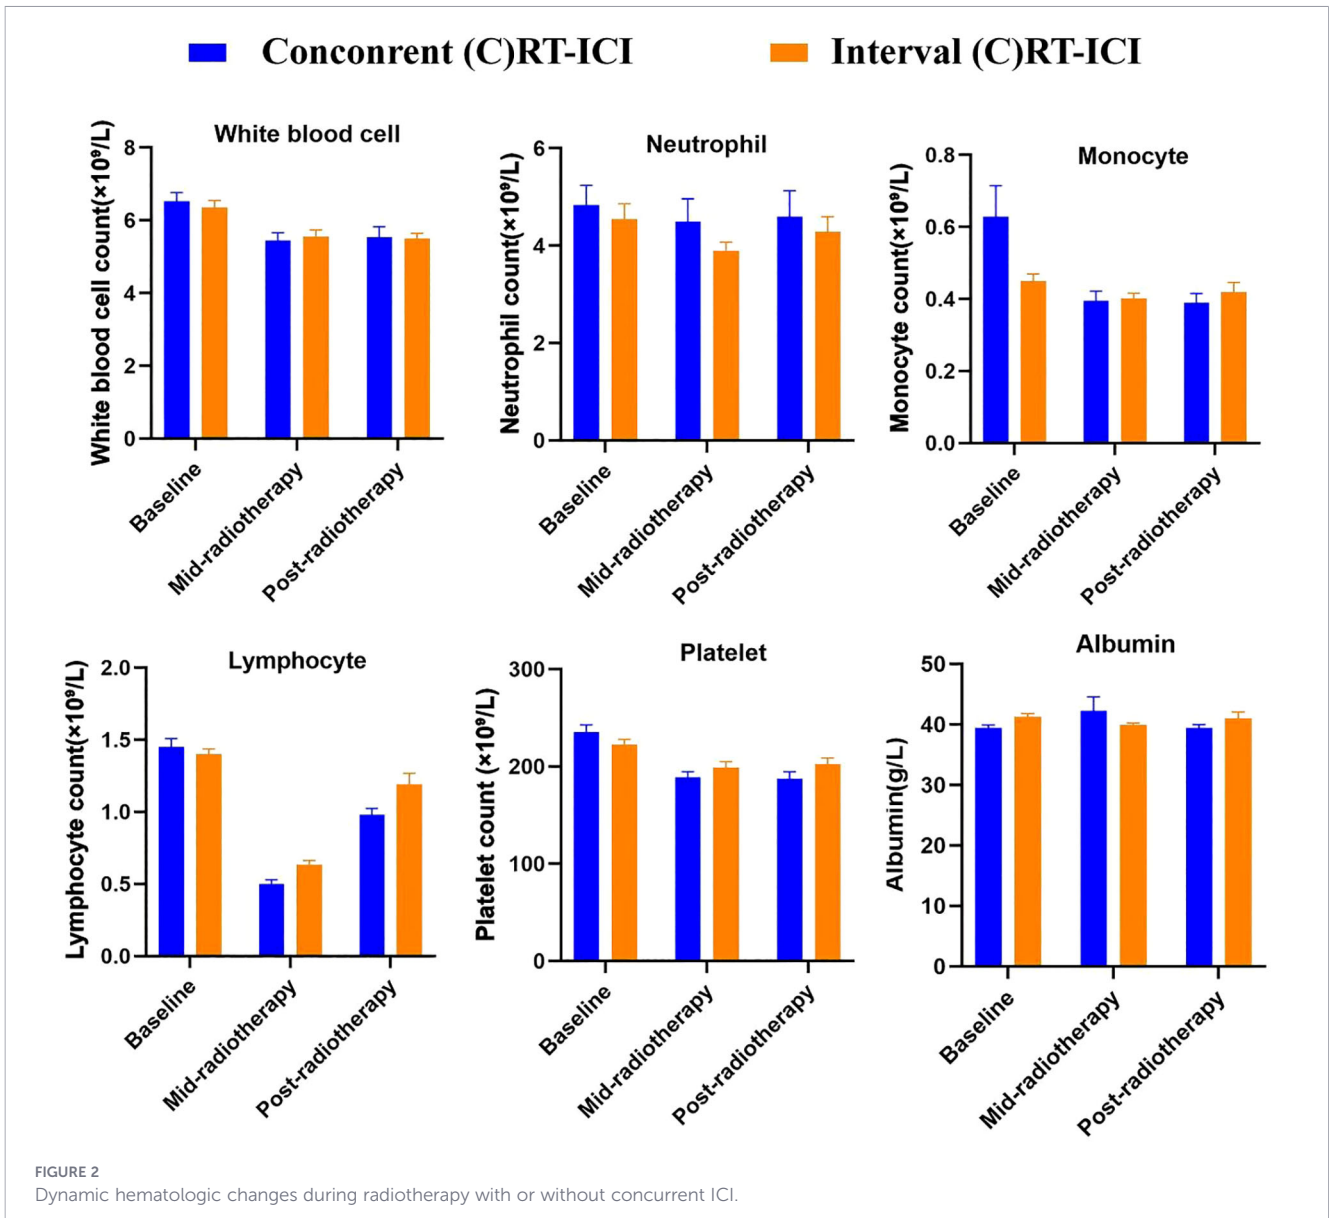 Conconrent (C)RT-ICI
Interval (C)RT-ICI
White blood cell
White blood cell count(×10⁹/L)
8
6
4
2
0
Baseline
Mid-radiotherapy
Post-radiotherapy
Neutrophil
Neutrophil count(×10⁹/L)
6
4
2
0
Baseline
Mid-radiotherapy
Post-radiotherapy
Monocyte
Monocyte count(×10⁹/L)
0.8
0.6
0.4
0.2
0.0
Baseline
Mid-radiotherapy
Post-radiotherapy
Lymphocyte
Lymphocyte count(×10⁹/L)
2.0
1.5
1.0
0.5
0.0
Baseline
Mid-radiotherapy
Post-radiotherapy
Platelet
Platelet count (×10⁹/L)
300
200
100
0
Baseline
Mid-radiotherapy
Post-radiotherapy
Albumin
Albumin(g/L)
50
40
30
20
10
0
Baseline
Mid-radiotherapy
Post-radiotherapy
FIGURE 2
Dynamic hematologic changes during radiotherapy with or without concurrent ICI.